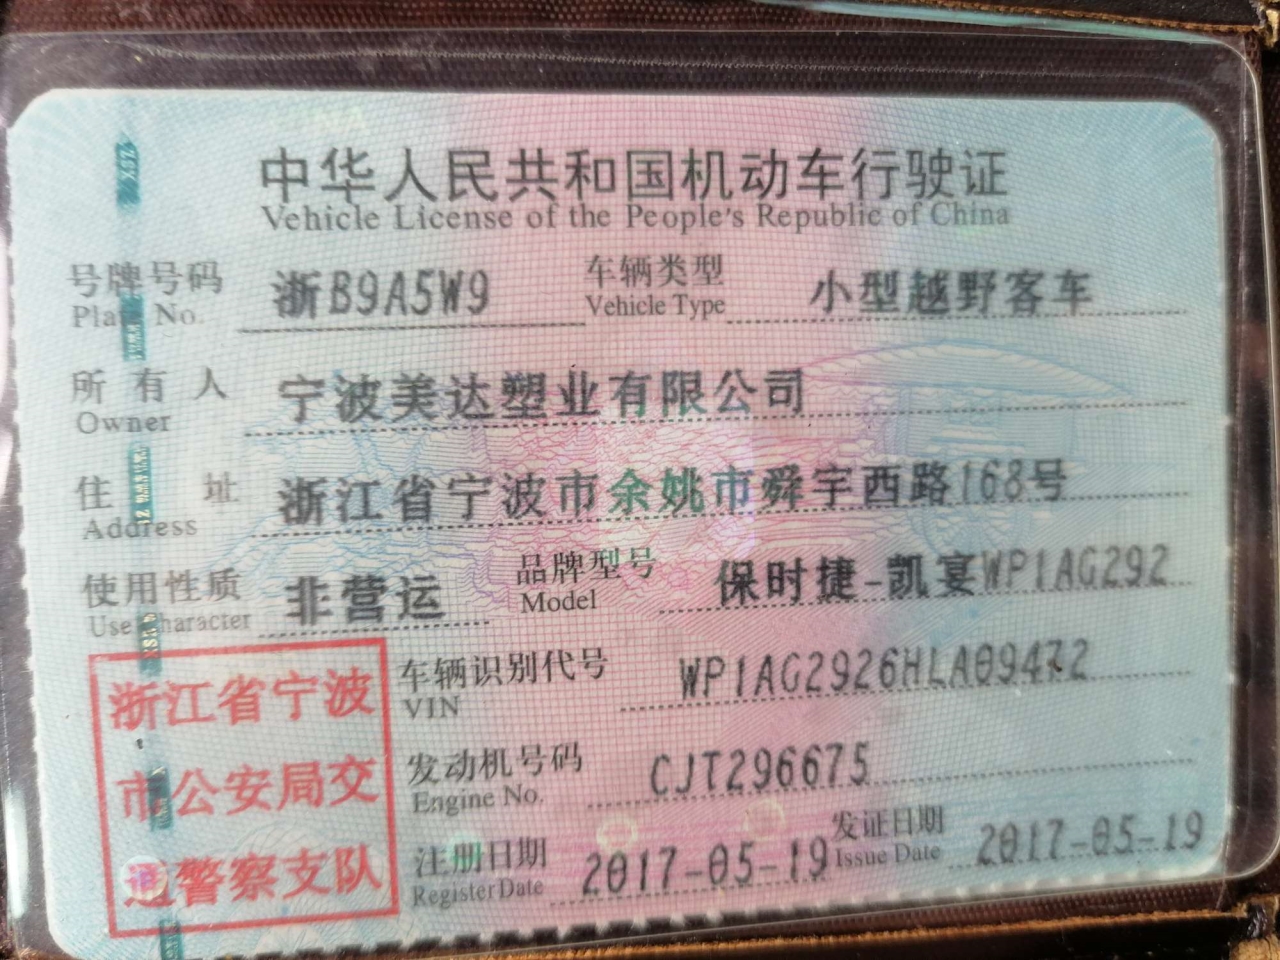 中华人民共和国机动车行驶证
Vehicle License of the People's Republic of China
号牌号码 浙B9A5W9 车辆类型 小型越野客车
Plate No. Vehicle Type
所有人 宁波美达塑业有限公司
Owner
住址 浙江省宁波市余姚市舜宇西路168号
Address
使用性质 非营运 品牌型号 保时捷-凯宴WP1AG292
Use Character Model
车辆识别代号 WP1AG2926HLA09472
VIN
发动机号码 CJT296675
Engine No.
注册日期 2017-05-19 发证日期 2017-05-19
Register Date Issue Date
浙江省宁波
市公安局交
通警察支队